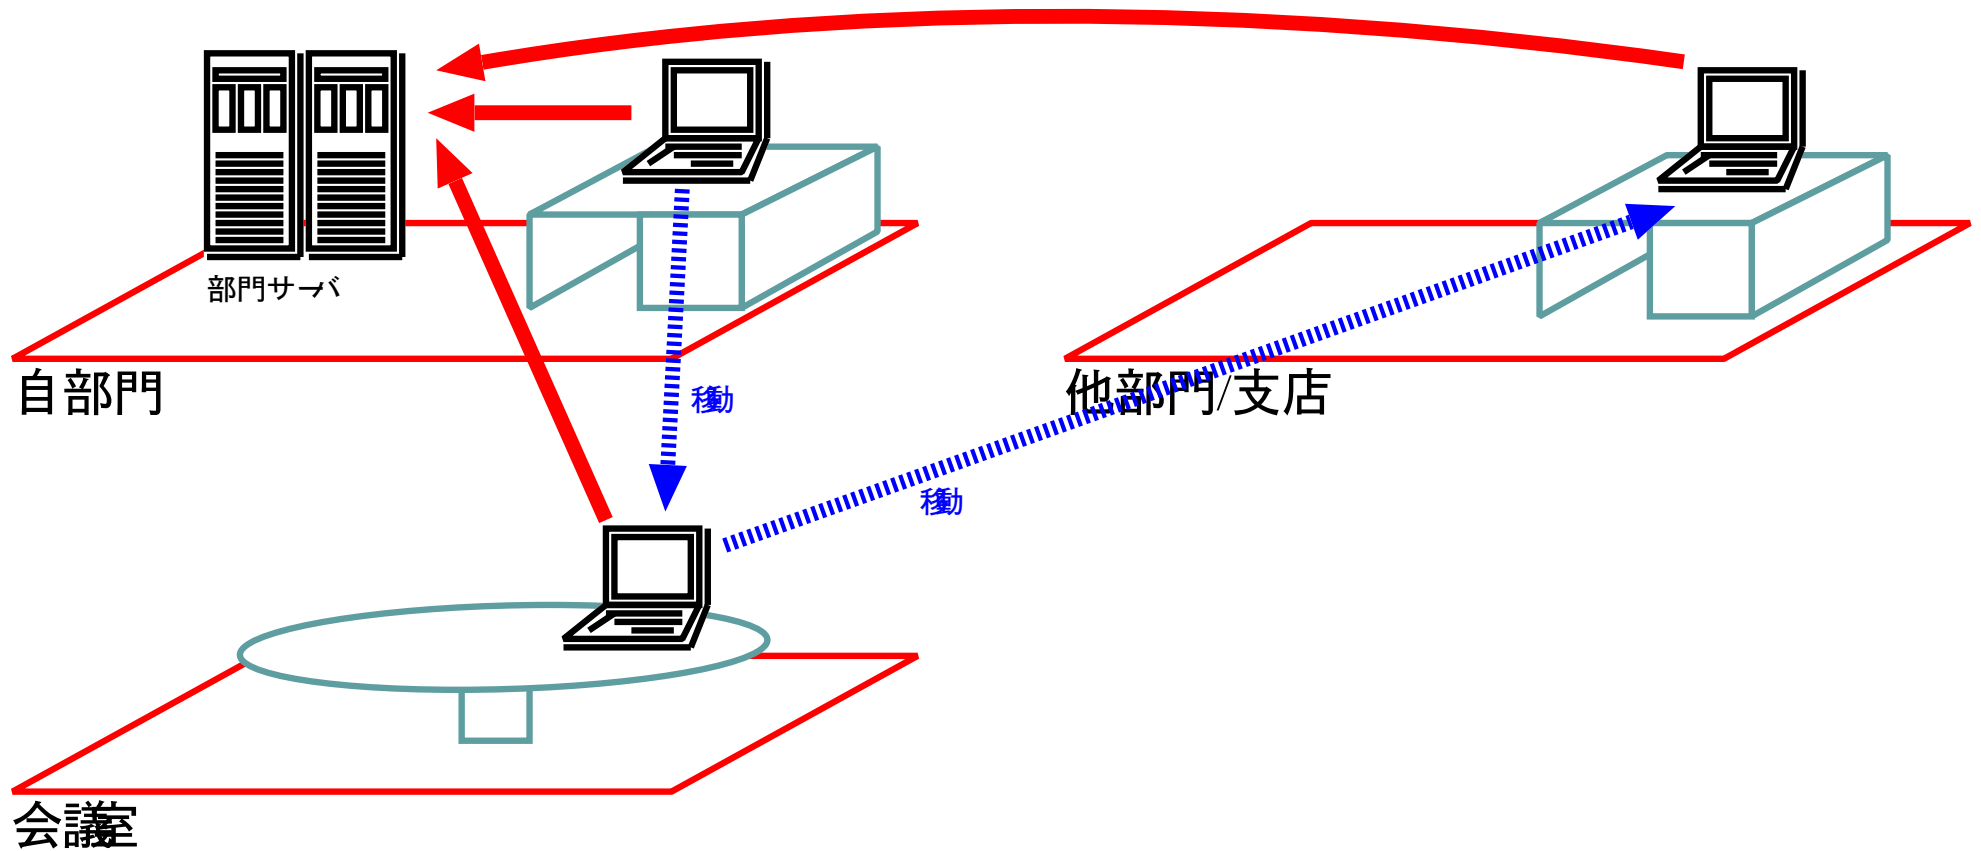 部門サーバ
自部門
他部門/支店
移動
移動
会議室